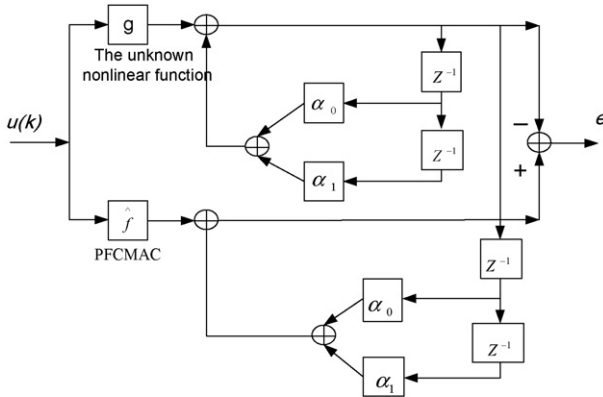 g
The unknown
nonlinear function
Z⁻¹
α₀
u(k)
Z⁻¹
α₁
−
e
+
f̂
PFCMAC
Z⁻¹
α₀
Z⁻¹
α₁